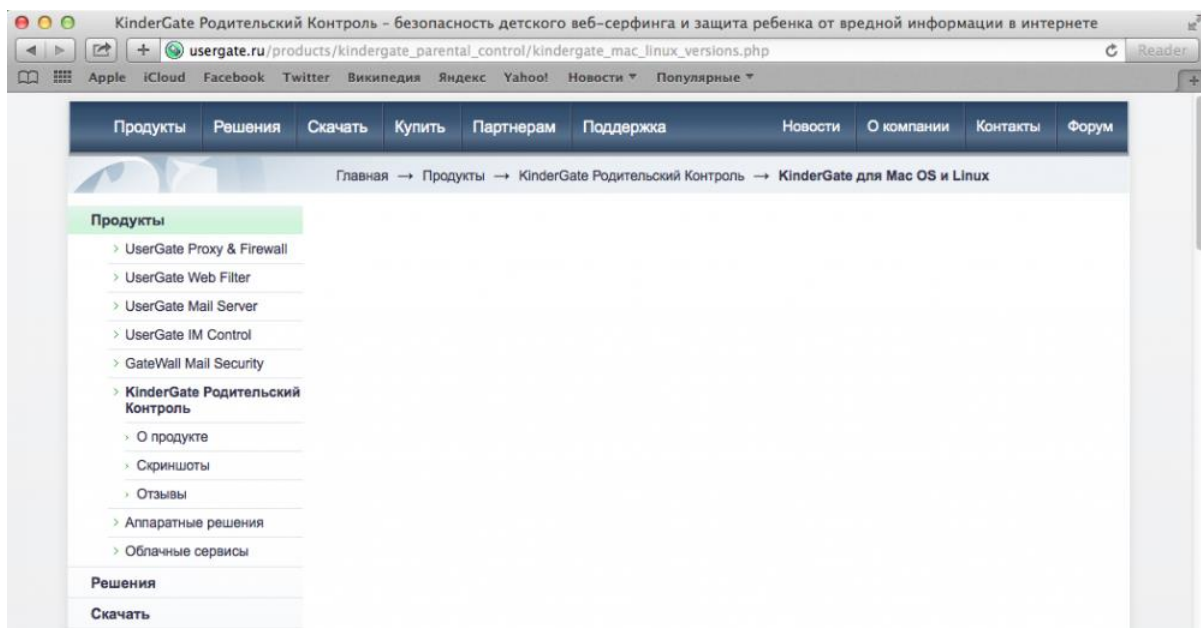 KinderGate Родительский Контроль – безопасность детского веб-серфинга и защита ребенка от вредной информации в интернете
usergate.ru/products/kindergate_parental_control/kindergate_mac_linux_versions.php
Reader
Apple iCloud Facebook Twitter Википедия Яндекс Yahoo! Новости Популярные
Продукты Решения Скачать Купить Партнерам Поддержка Новости О компании Контакты Форум
Главная → Продукты → KinderGate Родительский Контроль → KinderGate для Mac OS и Linux
Продукты
UserGate Proxy & Firewall
UserGate Web Filter
UserGate Mail Server
UserGate IM Control
GateWall Mail Security
KinderGate Родительский
Контроль
О продукте
Скриншоты
Отзывы
Аппаратные решения
Облачные сервисы
Решения
Скачать